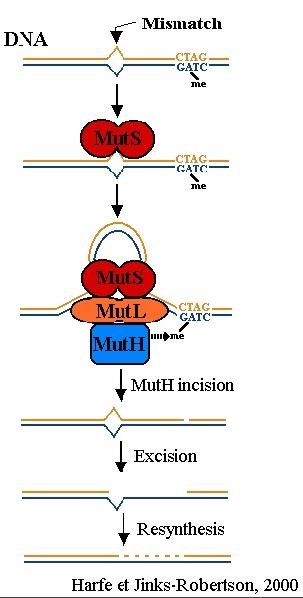 Mismatch
DNA
CTAG
GATC
me
MutS
CTAG
GATC
me
MutS
MutL
CTAG
GATC
MutH
me
MutH incision
Excision
Resynthesis
Harfe et Jinks-Robertson, 2000